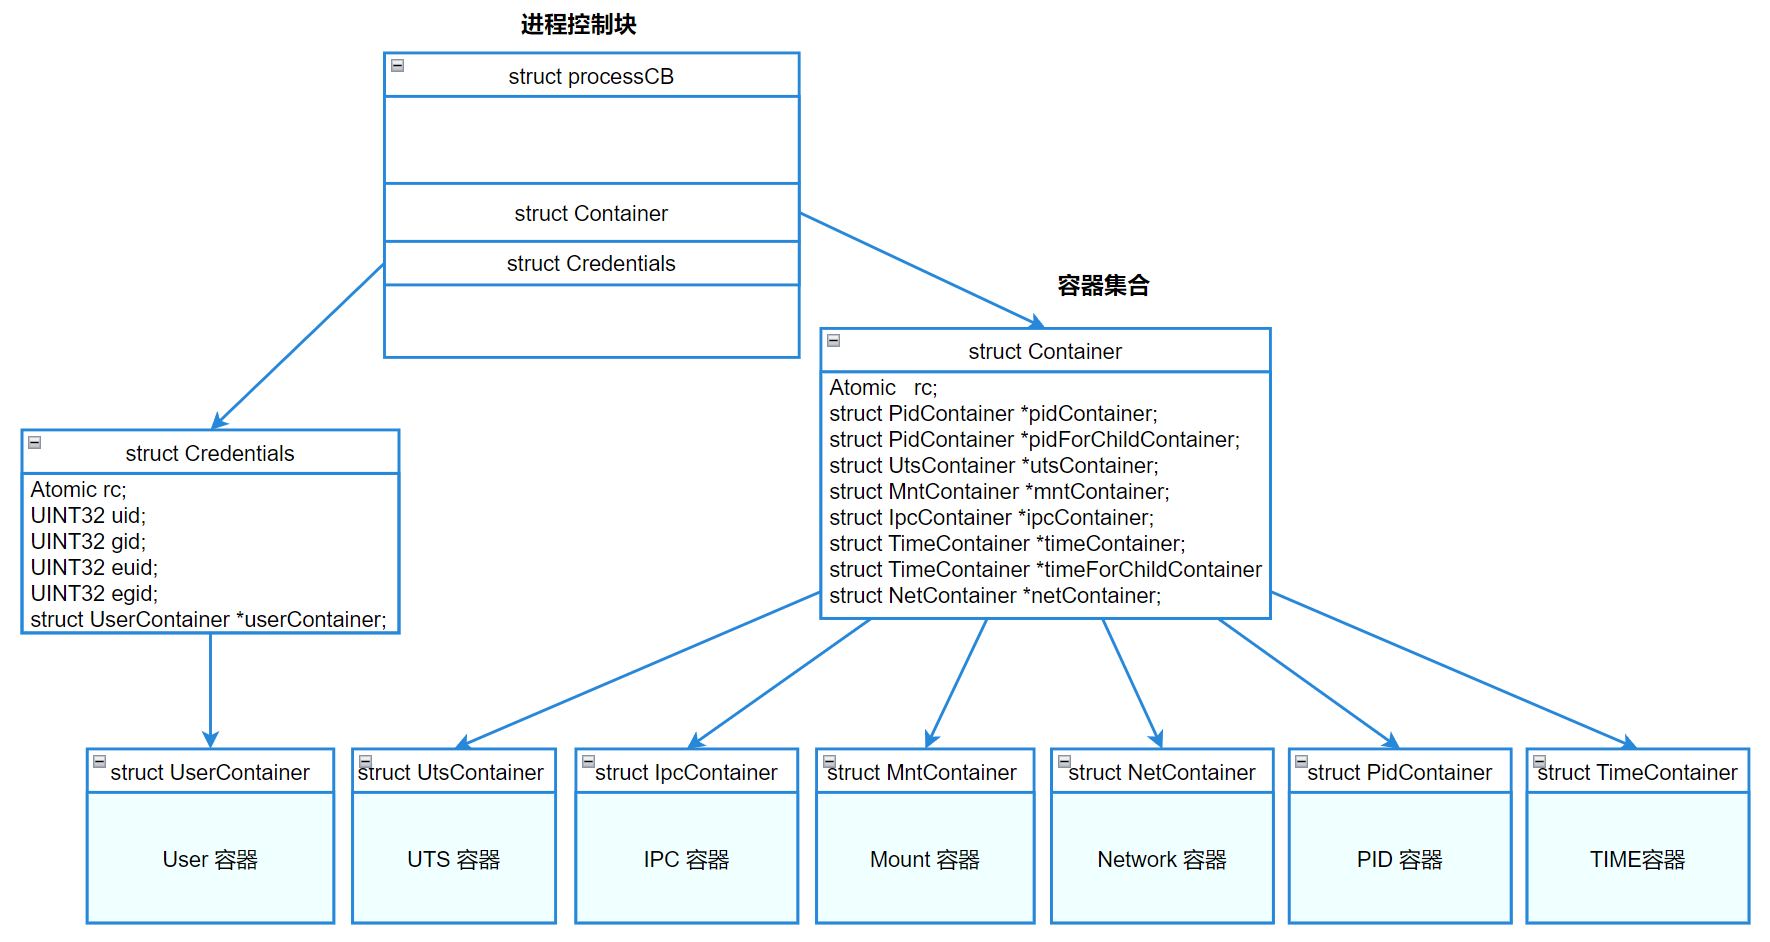 进程控制块
struct processCB
struct Container
struct Credentials
容器集合
struct Container
Atomic   rc;
struct PidContainer *pidContainer;
struct PidContainer *pidForChildContainer;
struct UtsContainer *utsContainer;
struct MntContainer *mntContainer;
struct IpcContainer *ipcContainer;
struct TimeContainer *timeContainer;
struct TimeContainer *timeForChildContainer
struct NetContainer *netContainer;
struct Credentials
Atomic rc;
UINT32 uid;
UINT32 gid;
UINT32 euid;
UINT32 egid;
struct UserContainer *userContainer;
struct UserContainer
User 容器
struct UtsContainer
UTS 容器
struct IpcContainer
IPC 容器
struct MntContainer
Mount 容器
struct NetContainer
Network 容器
struct PidContainer
PID 容器
struct TimeContainer
TIME容器